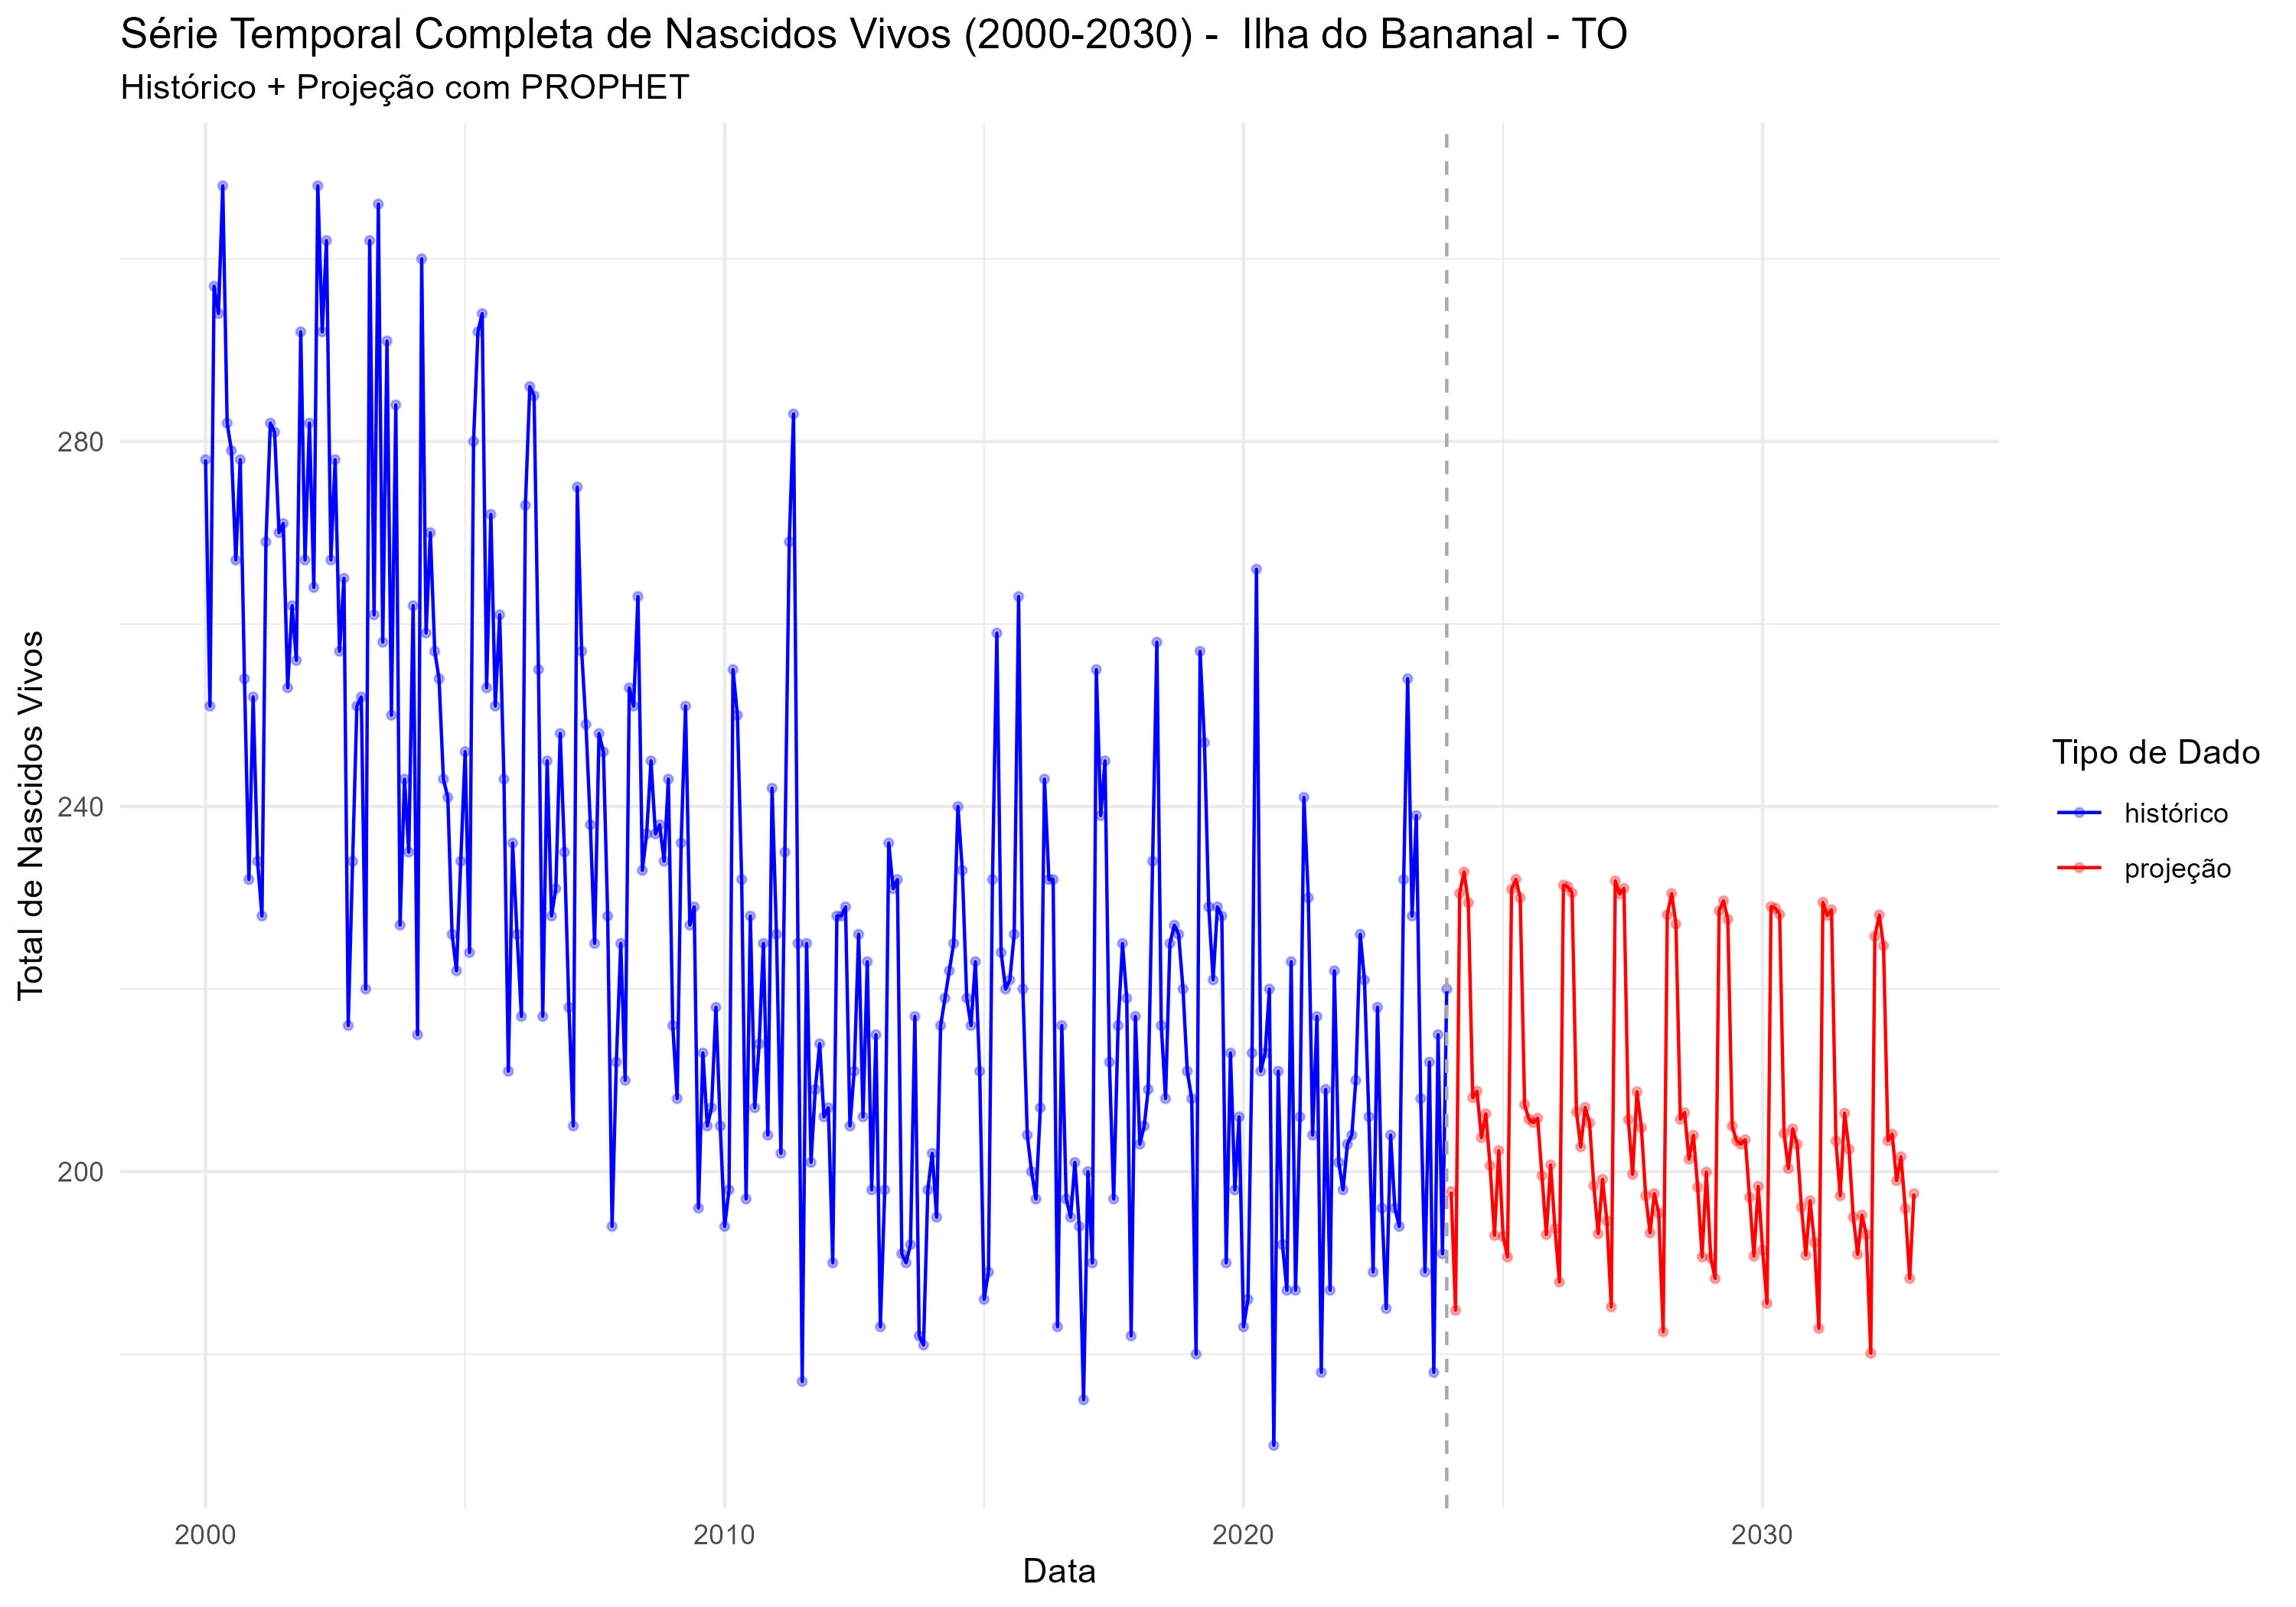 Série Temporal Completa de Nascidos Vivos (2000-2030) -  Ilha do Bananal - TO
Histórico + Projeção com PROPHET
Total de Nascidos Vivos
280
240
200
2000
2010
2020
2030
Data
Tipo de Dado
histórico
projeção